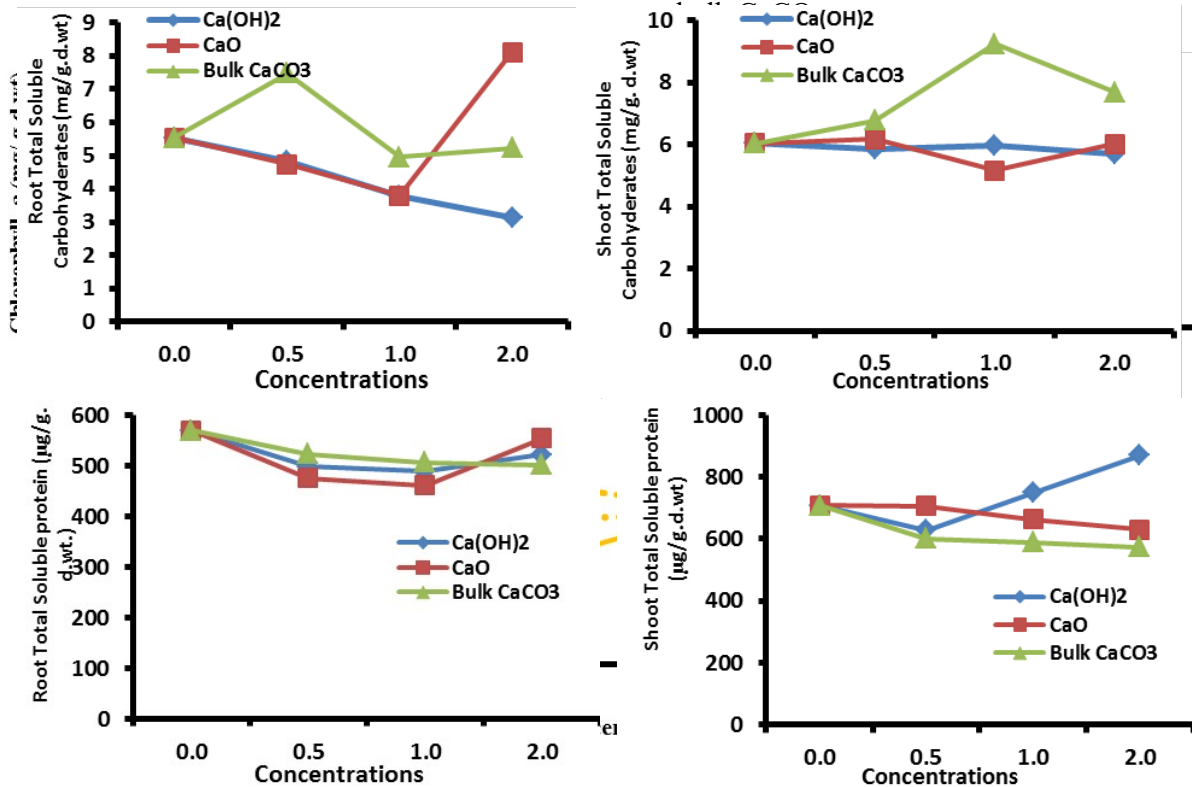 Root Total Soluble
Carbohyderates (mg/g.d.wt)
9
8
7
6
5
4
3
2
1
0
Ca(OH)2
CaO
Bulk CaCO3
0.0 0.5 1.0 2.0
Concentrations
Shoot Total Soluble
Carbohyderates (mg/g. d.wt)
10
8
6
4
2
0
Ca(OH)2
CaO
Bulk CaCO3
0.0 0.5 1.0 2.0
Concentrations
Root Total Soluble protein (µg/g.
d.wt.)
600
500
400
300
200
100
0
Ca(OH)2
CaO
Bulk CaCO3
0.0 0.5 1.0 2.0
Concentrations
Shoot Total Soluble protein
(µg/g.d.wt)
1000
800
600
400
200
0
Ca(OH)2
CaO
Bulk CaCO3
0.0 0.5 1.0 2.0
Concentrations